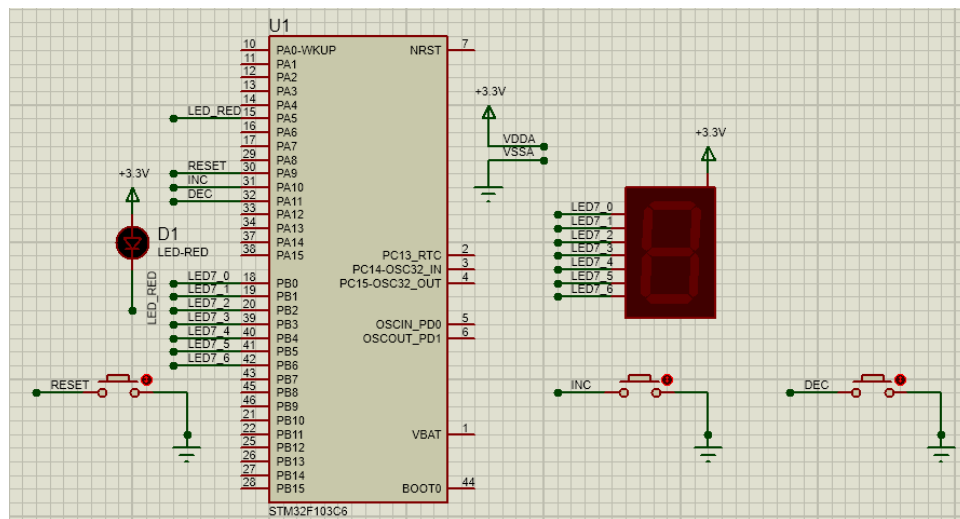 U1
10 PA0-WKUP NRST 7
11 PA1
12 PA2
13 PA3
14 PA4
LED_RED 15 PA5
16 PA6
17 PA7
29 PA8
RESET 30 PA9
INC 31 PA10
DEC 32 PA11
33 PA12
34 PA13
37 PA14
38 PA15
PC13_RTC 2
PC14-OSC32_IN 3
PC15-OSC32_OUT 4
LED7_0 18 PB0
LED7_1 19 PB1
LED7_2 20 PB2
LED7_3 39 PB3
LED7_4 40 PB4
LED7_5 41 PB5
LED7_6 42 PB6
43 PB7
45 PB8
46 PB9
21 PB10
22 PB11
25 PB12
26 PB13
27 PB14
28 PB15
OSCIN_PD0 5
OSCOUT_PD1 6
VBAT 1
BOOT0 44
STM32F103C6
+3.3V
D1
LED-RED
LED_RED
+3.3V
VDDA
VSSA
+3.3V
LED7_0
LED7_1
LED7_2
LED7_3
LED7_4
LED7_5
LED7_6
RESET
INC
DEC